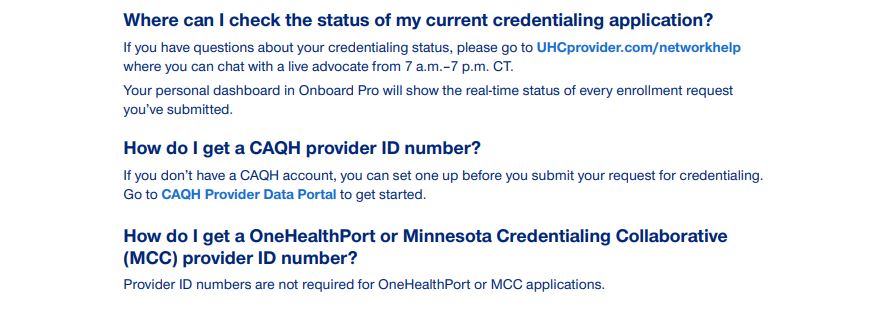 Where can I check the status of my current credentialing application?
If you have questions about your credentialing status, please go to UHCprovider.com/networkhelp
where you can chat with a live advocate from 7 a.m.–7 p.m. CT.
Your personal dashboard in Onboard Pro will show the real-time status of every enrollment request
you’ve submitted.
How do I get a CAQH provider ID number?
If you don’t have a CAQH account, you can set one up before you submit your request for credentialing.
Go to CAQH Provider Data Portal to get started.
How do I get a OneHealthPort or Minnesota Credentialing Collaborative
(MCC) provider ID number?
Provider ID numbers are not required for OneHealthPort or MCC applications.